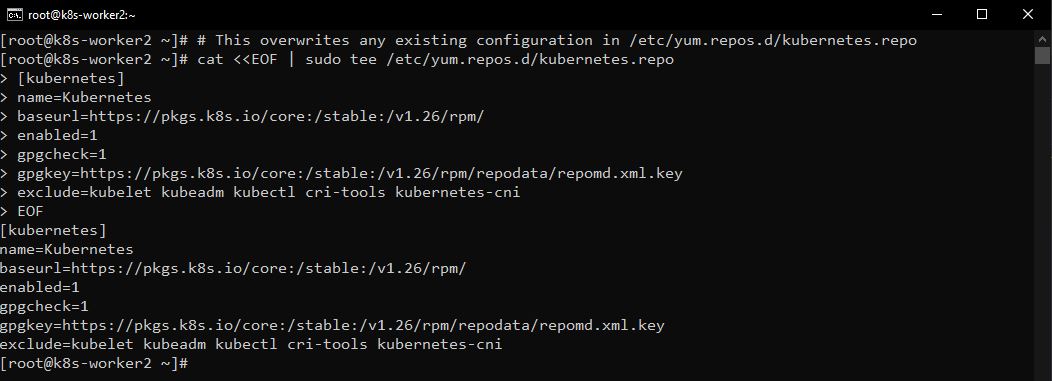 root@k8s-worker2:~
[root@k8s-worker2 ~]# # This overwrites any existing configuration in /etc/yum.repos.d/kubernetes.repo
[root@k8s-worker2 ~]# cat <<EOF | sudo tee /etc/yum.repos.d/kubernetes.repo
> [kubernetes]
> name=Kubernetes
> baseurl=https://pkgs.k8s.io/core:/stable:/v1.26/rpm/
> enabled=1
> gpgcheck=1
> gpgkey=https://pkgs.k8s.io/core:/stable:/v1.26/rpm/repodata/repomd.xml.key
> exclude=kubelet kubeadm kubectl cri-tools kubernetes-cni
> EOF
[kubernetes]
name=Kubernetes
baseurl=https://pkgs.k8s.io/core:/stable:/v1.26/rpm/
enabled=1
gpgcheck=1
gpgkey=https://pkgs.k8s.io/core:/stable:/v1.26/rpm/repodata/repomd.xml.key
exclude=kubelet kubeadm kubectl cri-tools kubernetes-cni
[root@k8s-worker2 ~]#